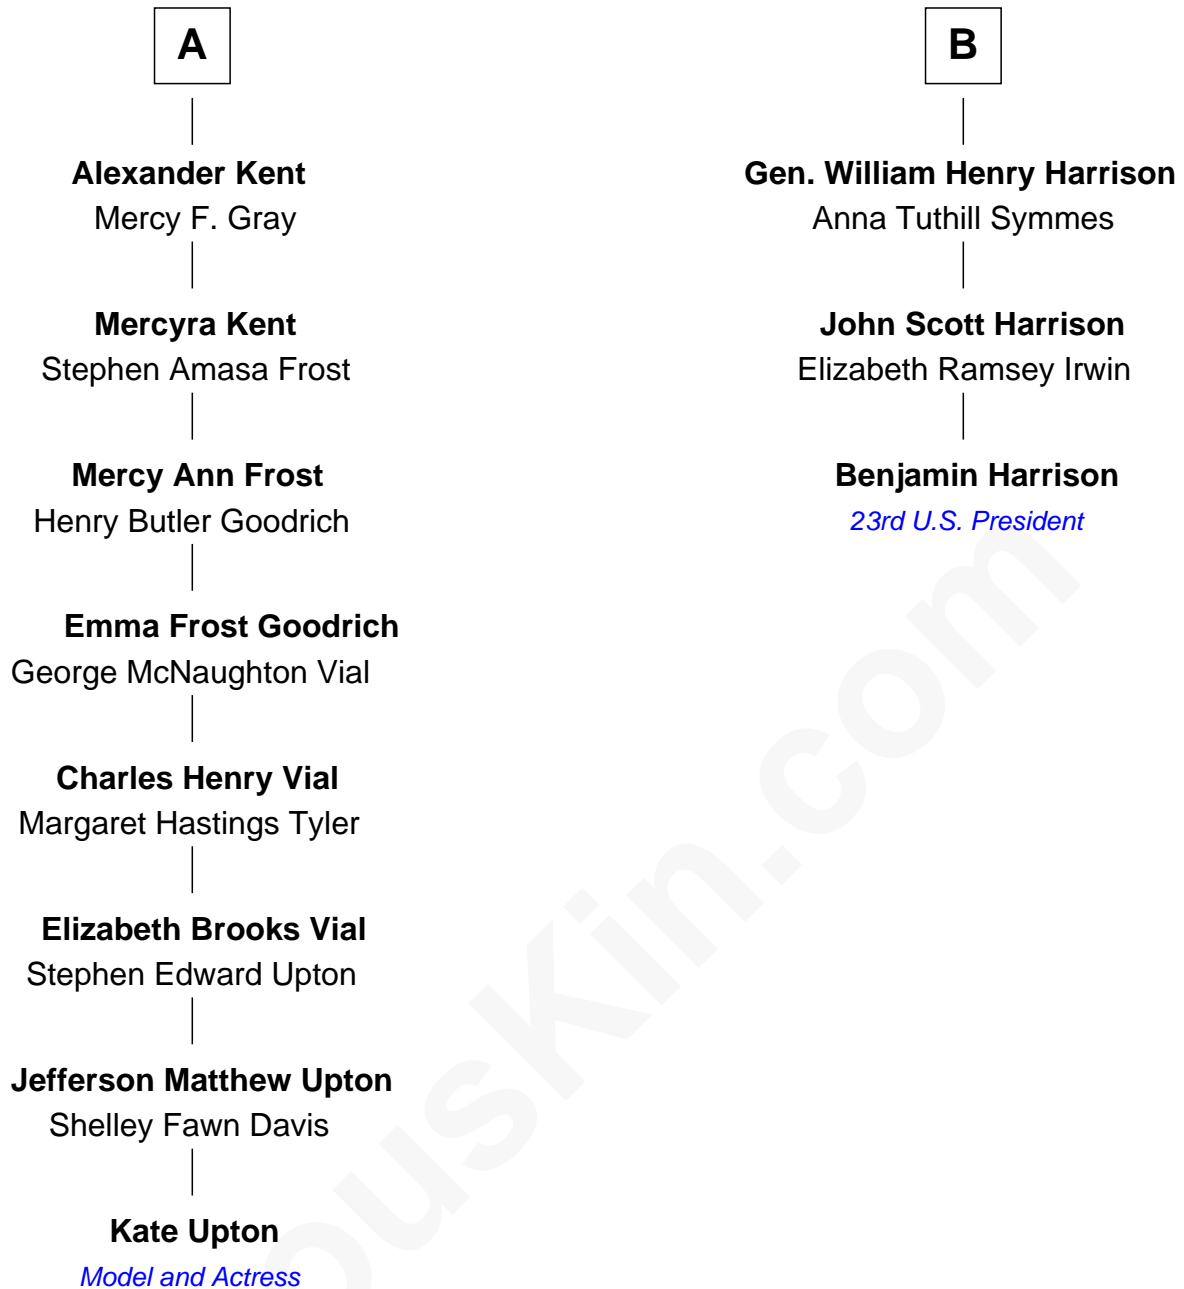 A
Alexander Kent
Mercy F. Gray
Mercyra Kent
Stephen Amasa Frost
Mercy Ann Frost
Henry Butler Goodrich
Emma Frost Goodrich
George McNaughton Vial
Charles Henry Vial
Margaret Hastings Tyler
Elizabeth Brooks Vial
Stephen Edward Upton
Jefferson Matthew Upton
Shelley Fawn Davis
Kate Upton
Model and Actress
B
Gen. William Henry Harrison
Anna Tuthill Symmes
John Scott Harrison
Elizabeth Ramsey Irwin
Benjamin Harrison
23rd U.S. President
ousKin.com